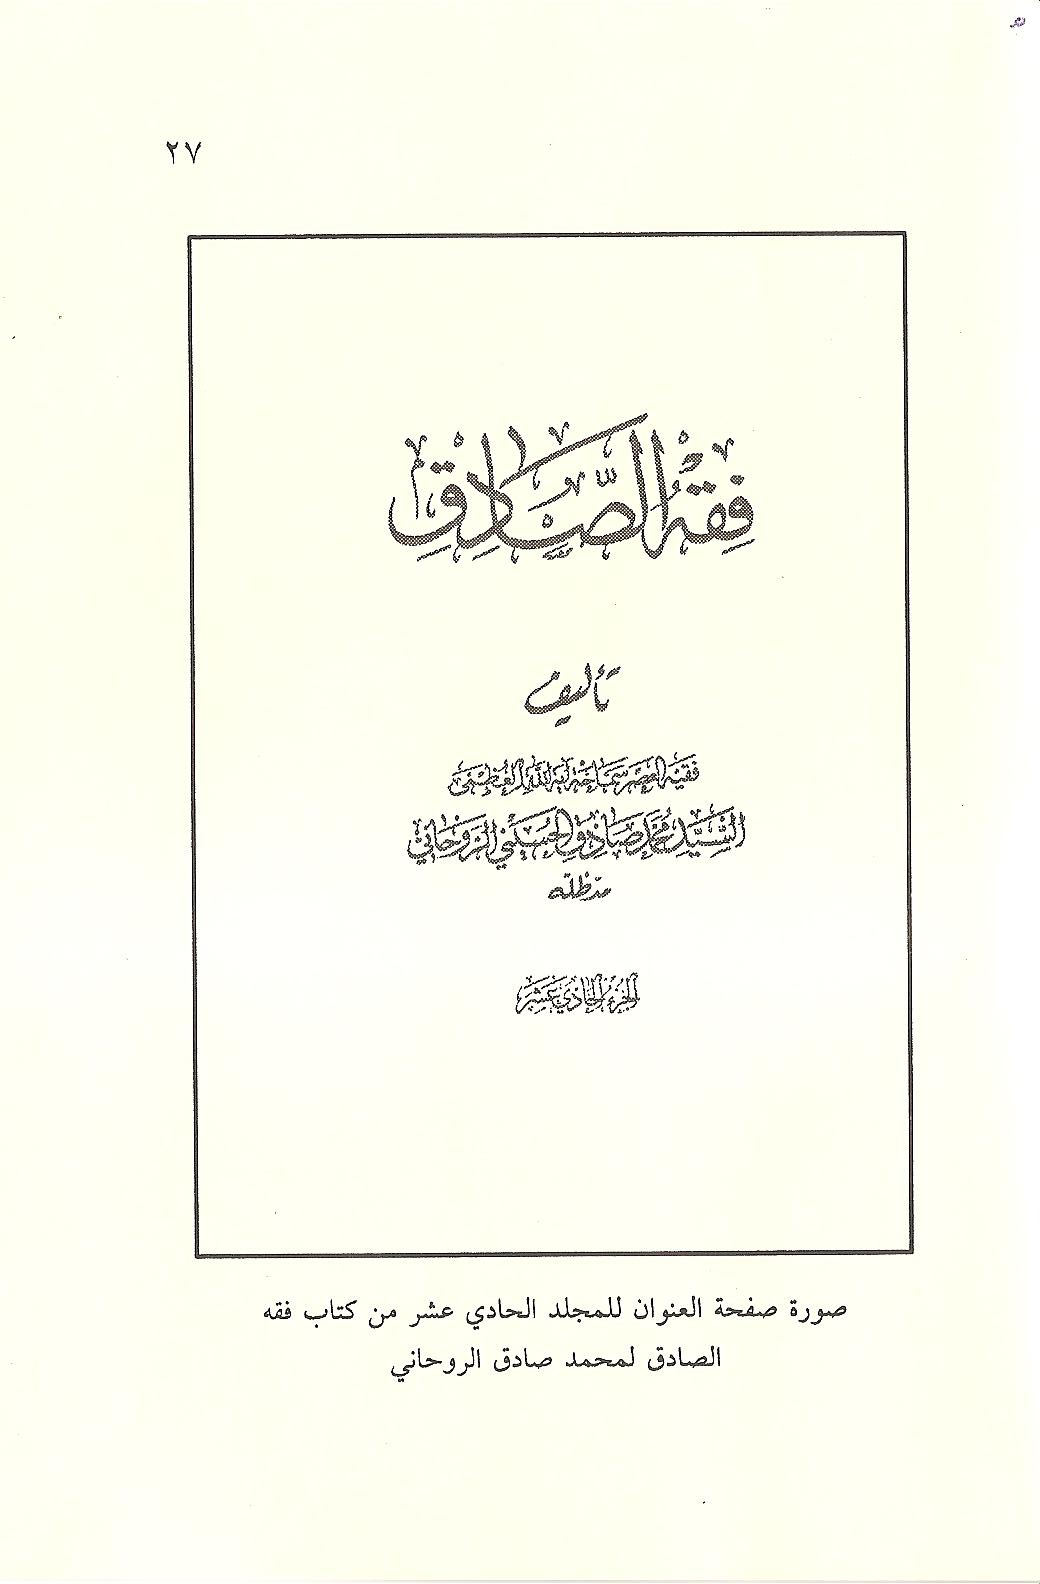 ٢٧
فقه الصادق
تأليف
فقيه العصر سماحة آية الله العظمى
السيد محمد صادق الحسيني الروحاني
مد ظله
الجزء الحادي عشر
صورة صفحة العنوان للمجلد الحادي عشر من كتاب فقه
الصادق لمحمد صادق الروحاني